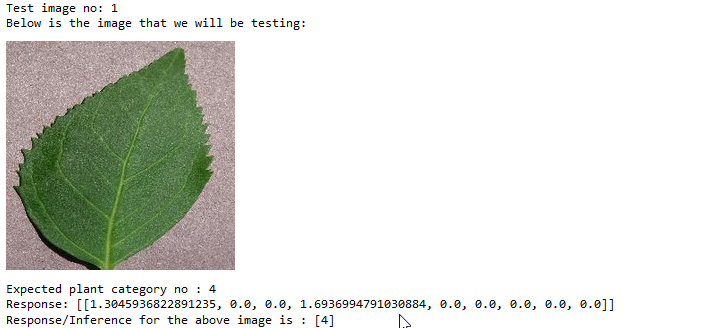 Test image no: 1
Below is the image that we will be testing:
Expected plant category no : 4
Response: [[1.3045936822891235, 0.0, 0.0, 1.6936994791030884, 0.0, 0.0, 0.0, 0.0, 0.0]]
Response/Inference for the above image is : [4]